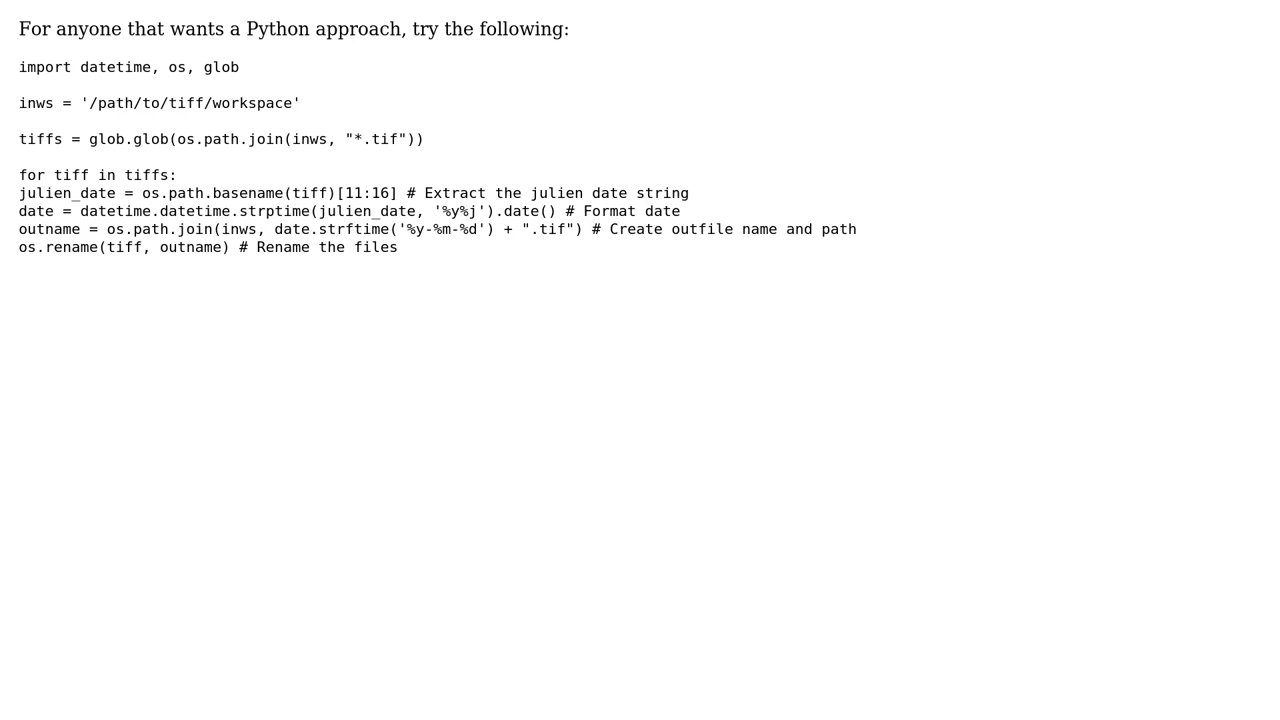 For anyone that wants a Python approach, try the following:
import datetime, os, glob
inws = '/path/to/tiff/workspace'
tiffs = glob.glob(os.path.join(inws, "*.tif"))
for tiff in tiffs:
julien_date = os.path.basename(tiff)[11:16] # Extract the julien date string
date = datetime.datetime.strptime(julien_date, '%y%j').date() # Format date
outname = os.path.join(inws, date.strftime('%y-%m-%d') + ".tif") # Create outfile name and path
os.rename(tiff, outname) # Rename the files